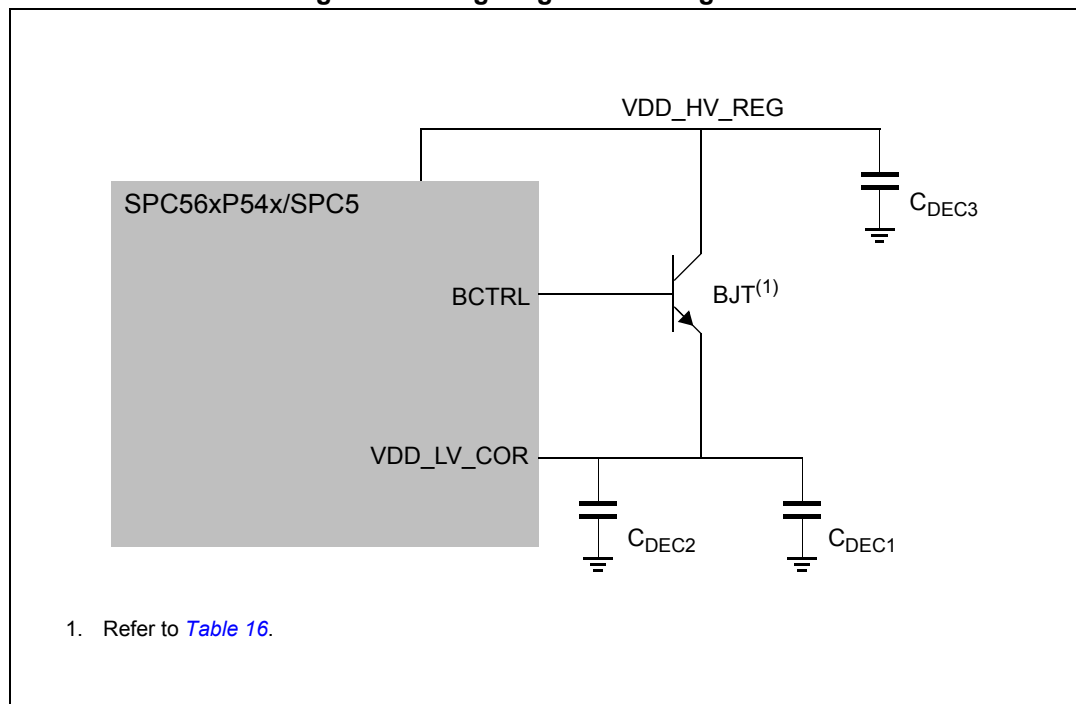 VDD_HV_REG
SPC56xP54x/SPC5
CDEC3
BCTRL
BJT(1)
VDD_LV_COR
CDEC2
CDEC1
1. Refer to Table 16.